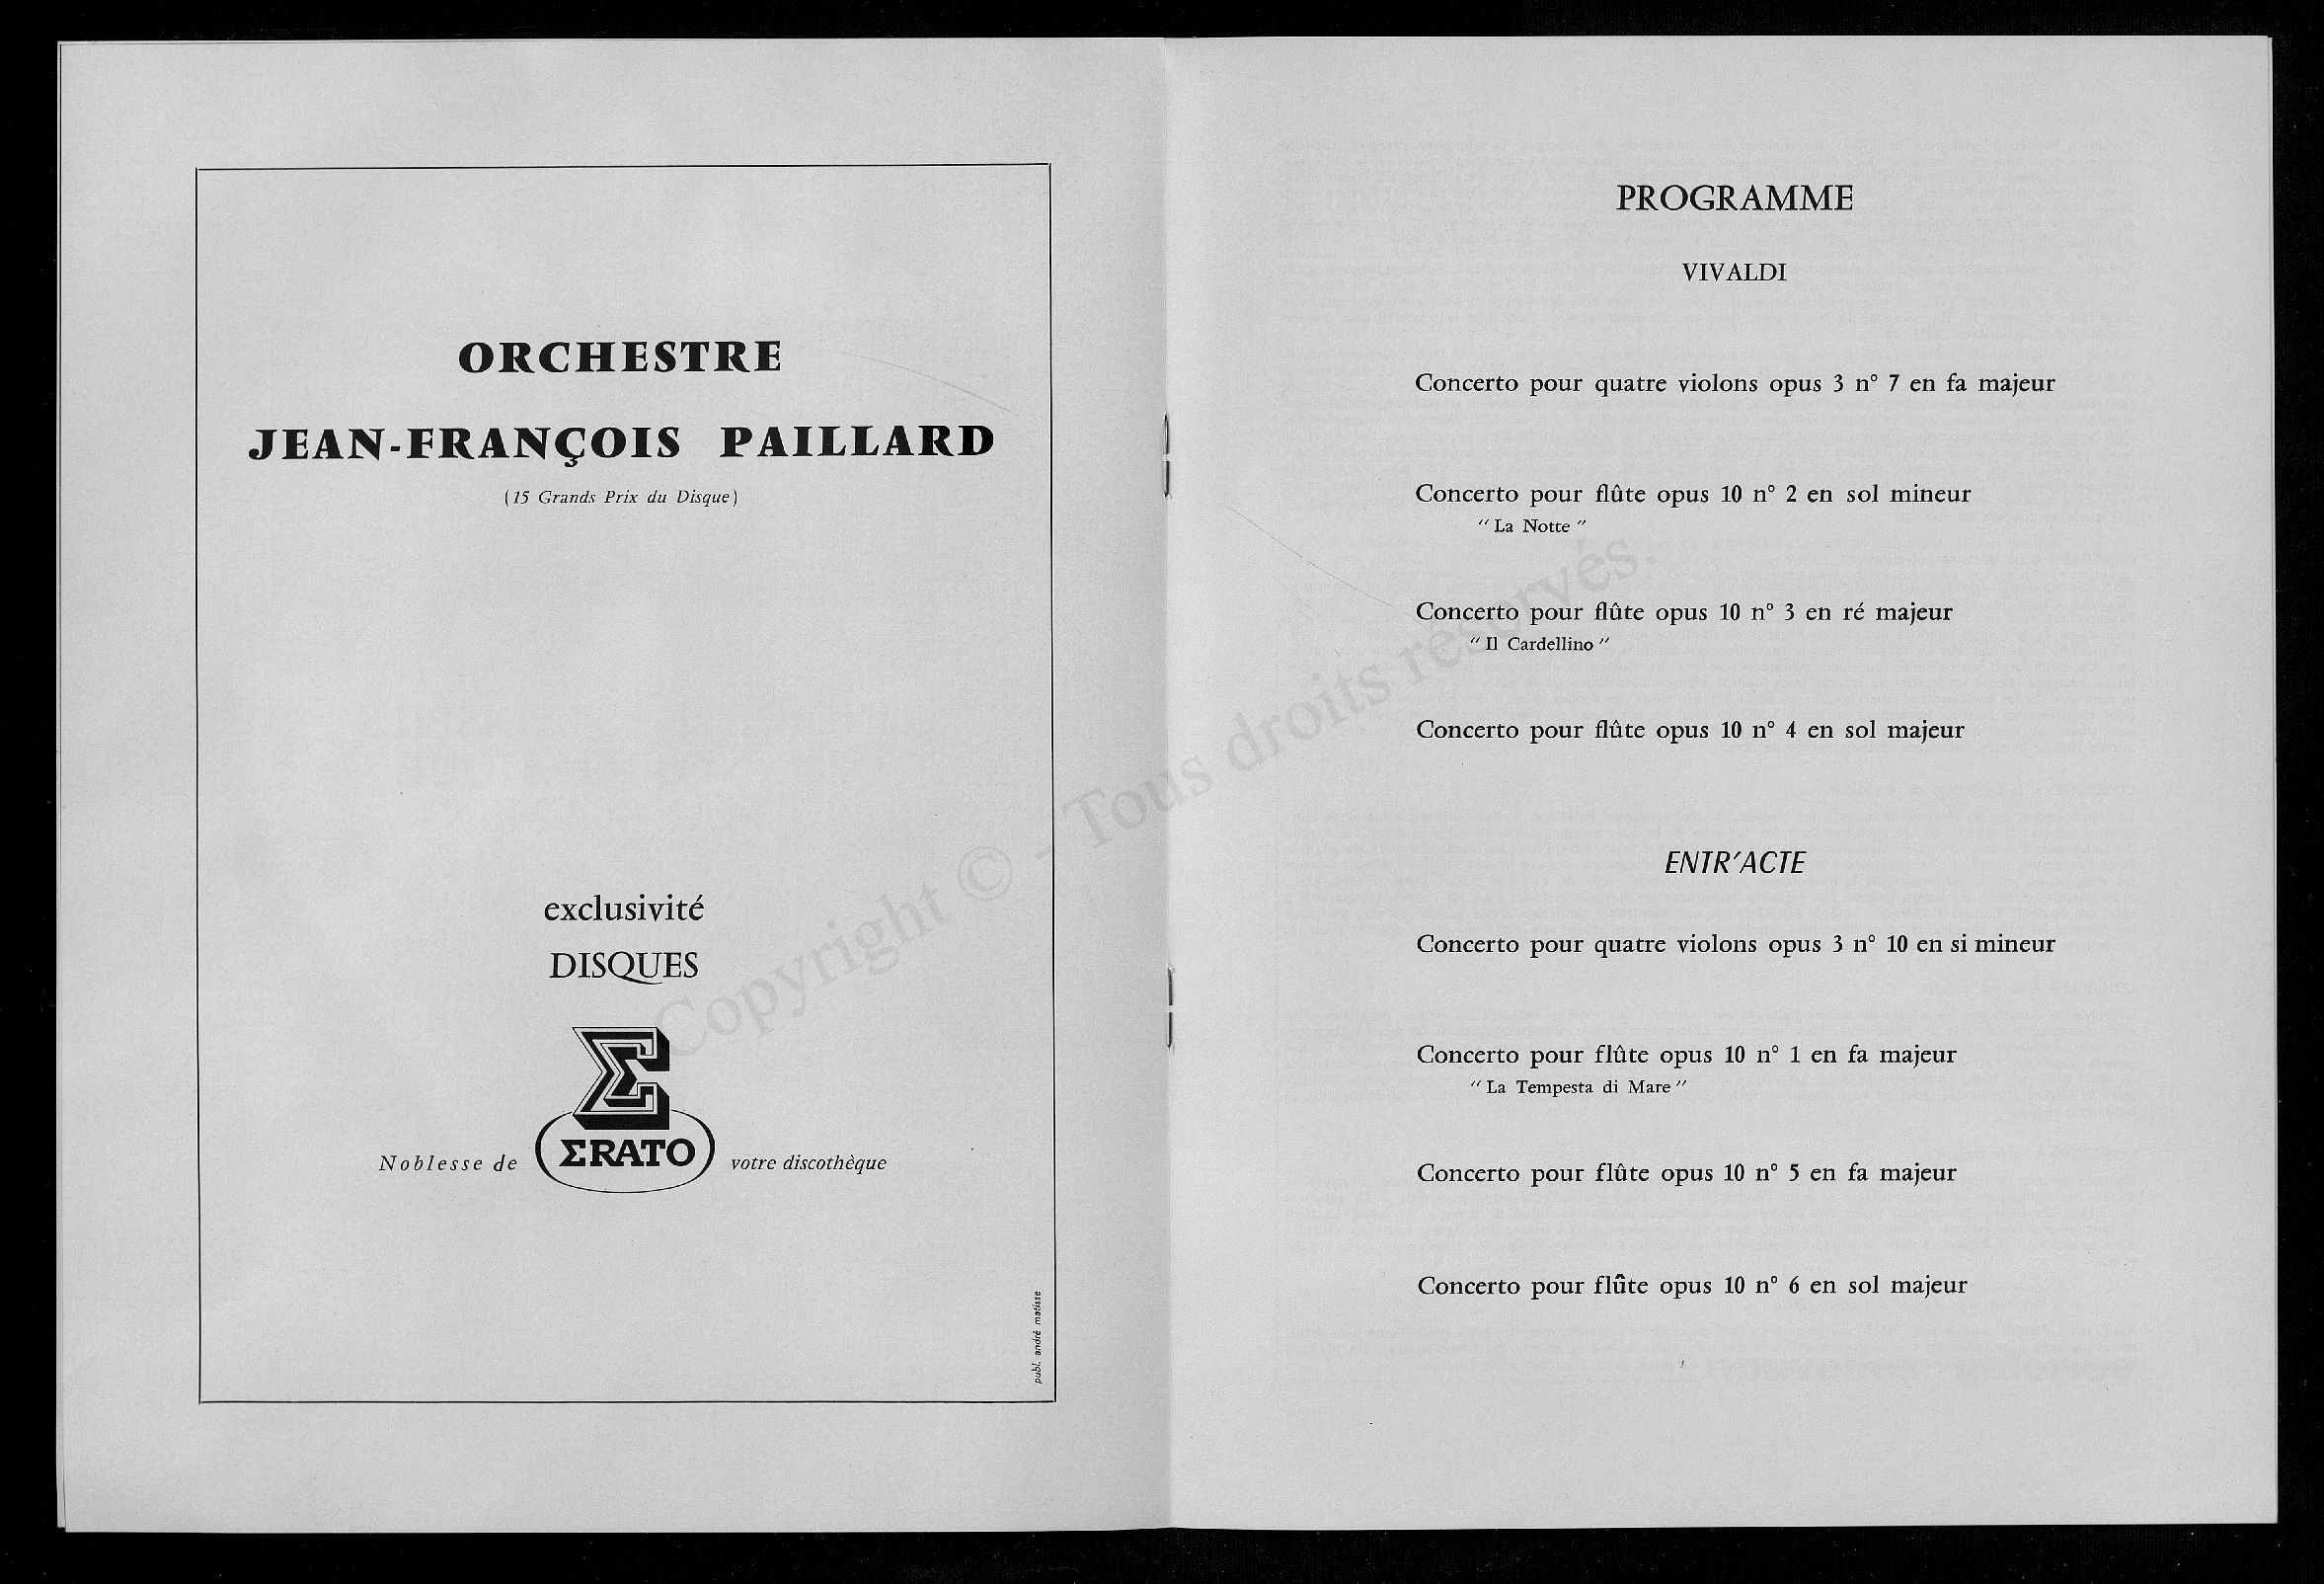 ORCHESTRE
JEAN-FRANÇOIS PAILLARD
(15 Grands Prix du Disque)
exclusivité
DISQUES
Σ
Noblesse de ΣRATO votre discothèque
publ. andré matisse
PROGRAMME
VIVALDI
Concerto pour quatre violons opus 3 n° 7 en fa majeur
Concerto pour flûte opus 10 n° 2 en sol mineur
"La Notte"
Concerto pour flûte opus 10 n° 3 en ré majeur
"Il Cardellino"
Concerto pour flûte opus 10 n° 4 en sol majeur
ENTR'ACTE
Concerto pour quatre violons opus 3 n° 10 en si mineur
Concerto pour flûte opus 10 n° 1 en fa majeur
"La Tempesta di Mare"
Concerto pour flûte opus 10 n° 5 en fa majeur
Concerto pour flûte opus 10 n° 6 en sol majeur
Copyright © - Tous droits réservés.